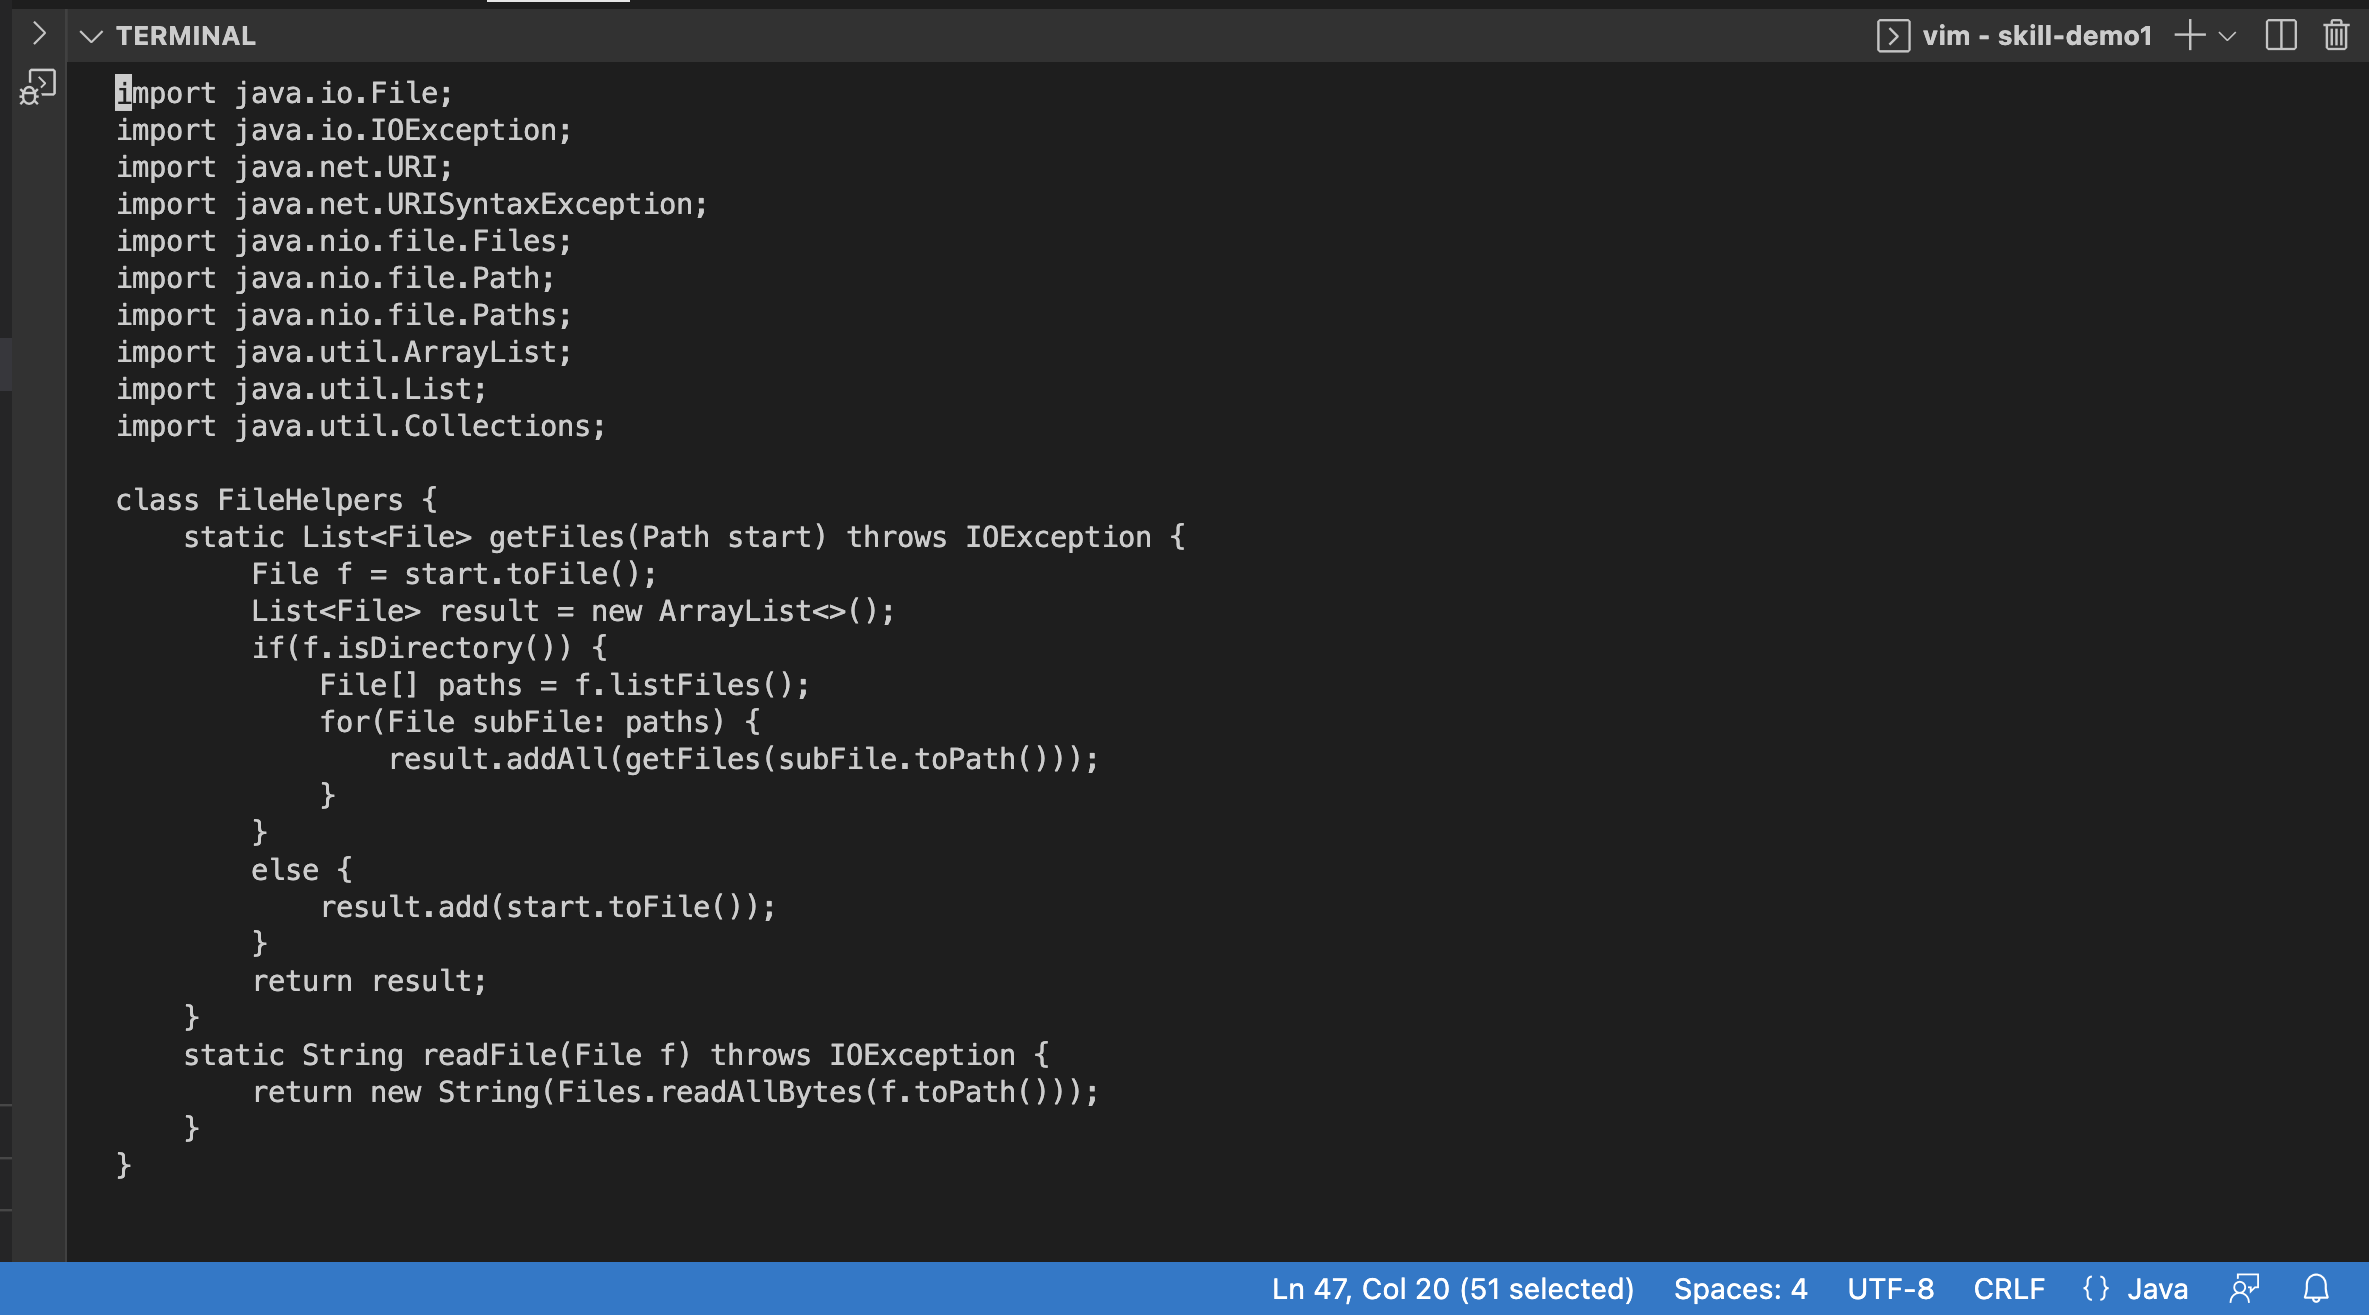 TERMINAL
vim - skill-demo1
import java.io.File;
import java.io.IOException;
import java.net.URI;
import java.net.URISyntaxException;
import java.nio.file.Files;
import java.nio.file.Path;
import java.nio.file.Paths;
import java.util.ArrayList;
import java.util.List;
import java.util.Collections;

class FileHelpers {
    static List<File> getFiles(Path start) throws IOException {
        File f = start.toFile();
        List<File> result = new ArrayList<>();
        if(f.isDirectory()) {
            File[] paths = f.listFiles();
            for(File subFile: paths) {
                result.addAll(getFiles(subFile.toPath()));
            }
        }
        else {
            result.add(start.toFile());
        }
        return result;
    }
    static String readFile(File f) throws IOException {
        return new String(Files.readAllBytes(f.toPath()));
    }
}
Ln 47, Col 20 (51 selected) Spaces: 4 UTF-8 CRLF {} Java